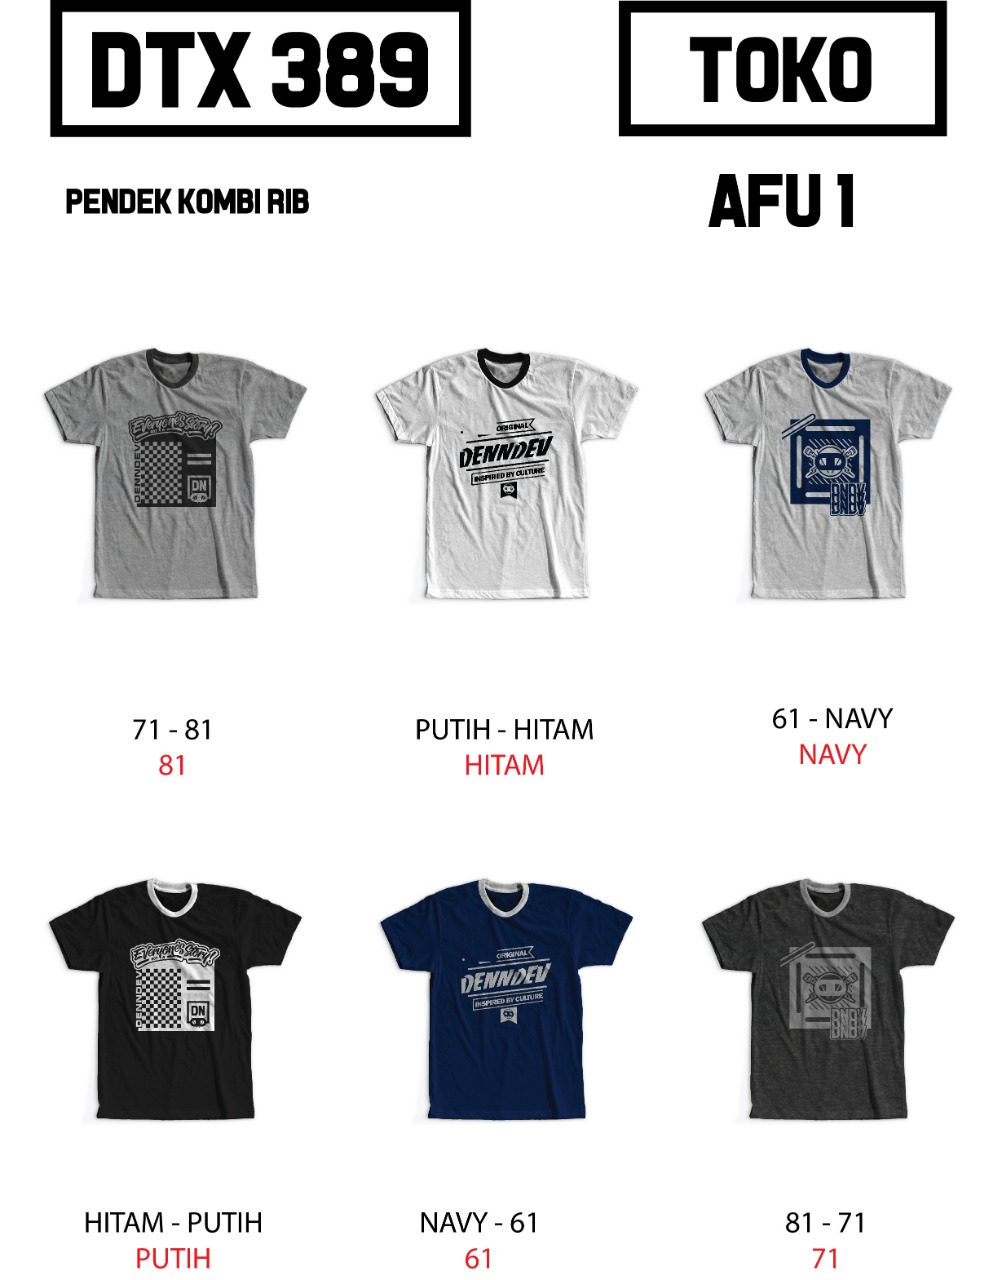 DTX 389
TOKO
PENDEK KOMBI RIB
AFU 1
Everyone's Story!
DENNDEV
DN
ORIGINAL
DENNDEV
INSPIRED BY CULTURE
DNDV
DNDV
71 - 81
81
PUTIH - HITAM
HITAM
61 - NAVY
NAVY
Everyone's Story!
DENNDEV
DN
ORIGINAL
DENNDEV
INSPIRED BY CULTURE
DNDV
DNDV
HITAM - PUTIH
PUTIH
NAVY - 61
61
81 - 71
71